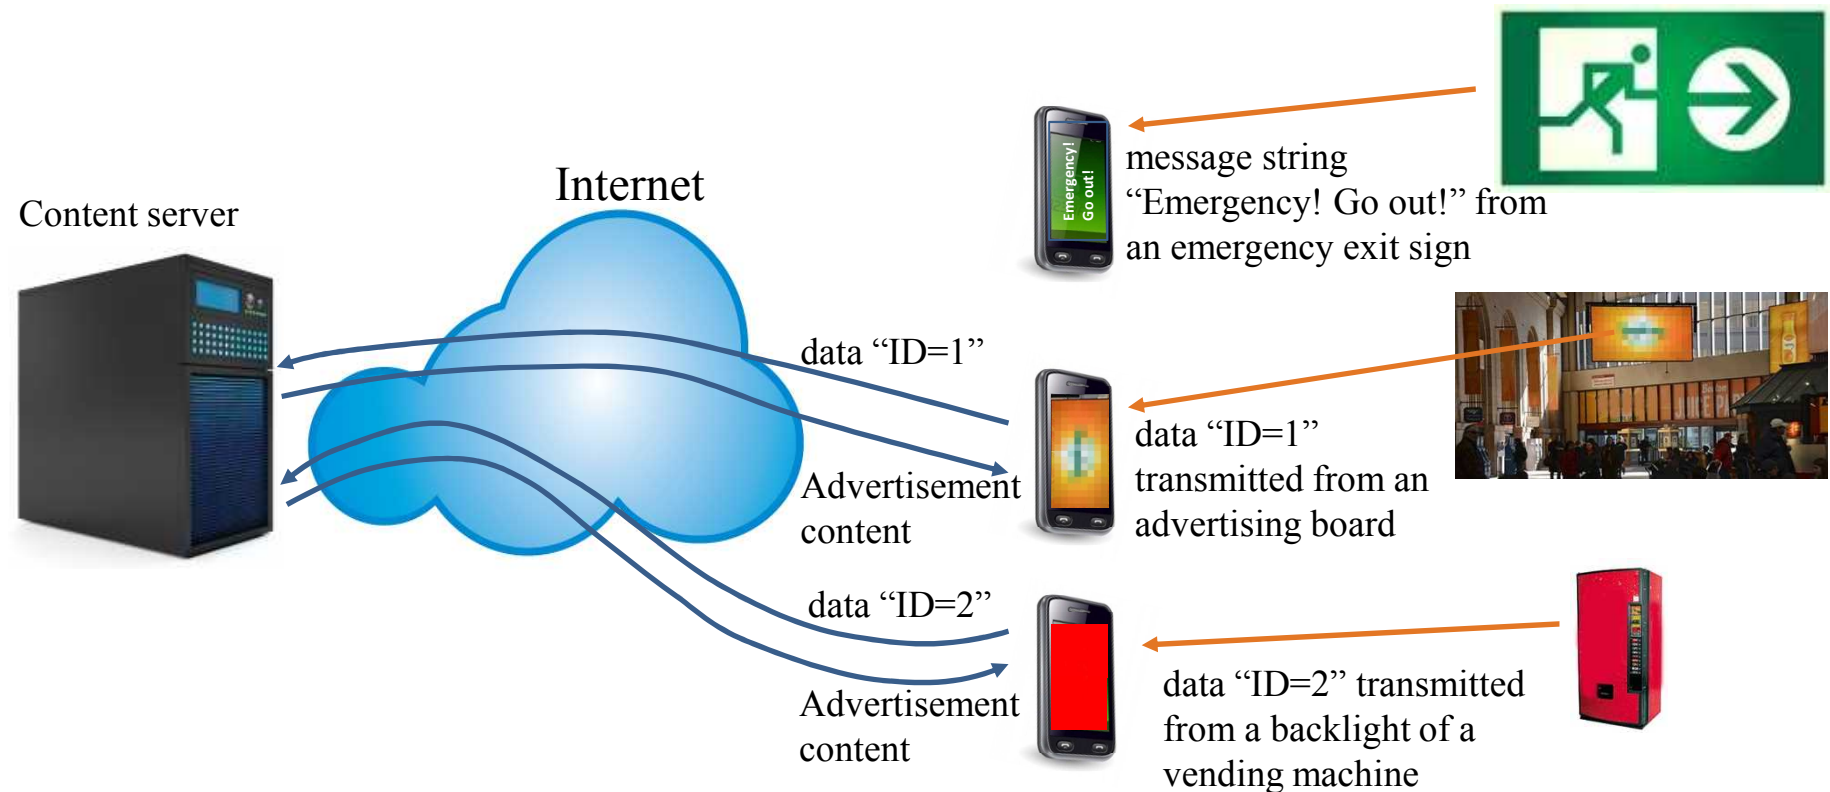 Internet
Content server
Emergency!
Go out!
message string
“Emergency! Go out!” from
an emergency exit sign
data “ID=1”
data “ID=1”
transmitted from an
advertising board
Advertisement
content
data “ID=2”
data “ID=2” transmitted
from a backlight of a
vending machine
Advertisement
content